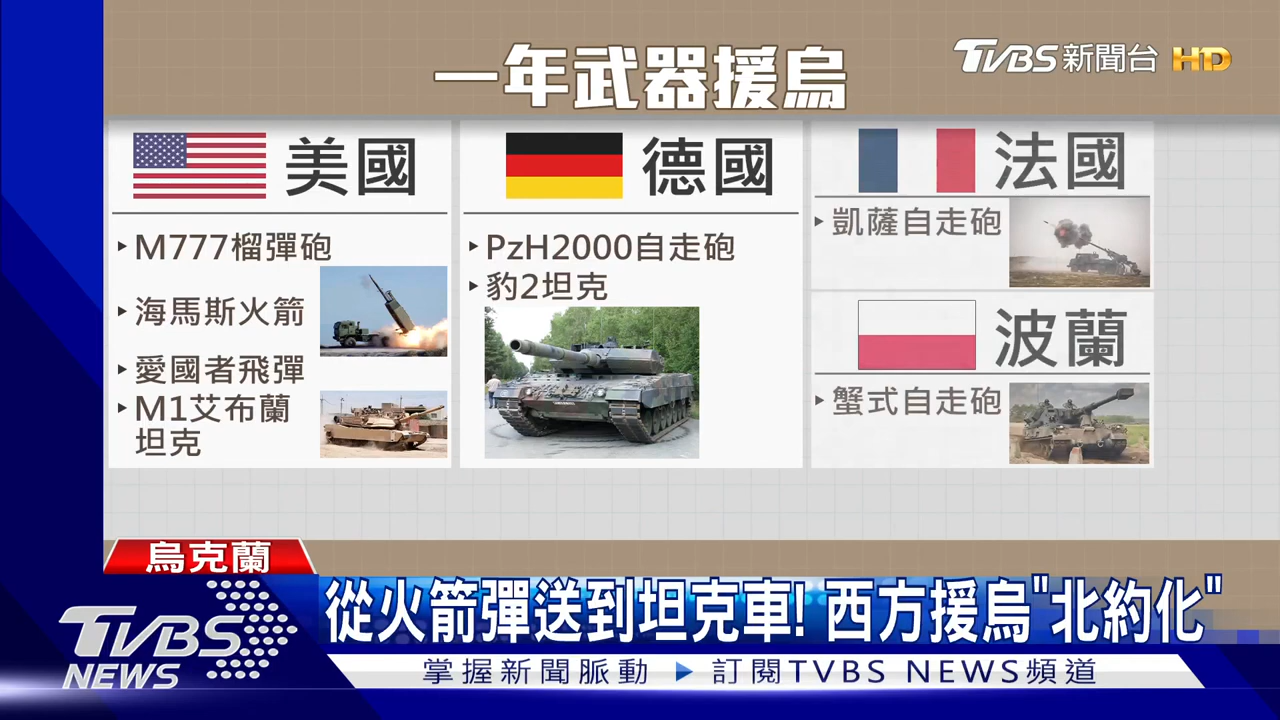 一年武器援烏
TVBS新聞台 HD
美國
M777榴彈砲
海馬斯火箭
愛國者飛彈
M1艾布蘭
坦克
德國
PzH2000自走砲
豹2坦克
法國
凱薩自走砲
波蘭
蟹式自走砲
烏克蘭
從火箭彈送到坦克車! 西方援烏"北約化"
TVBS
NEWS
掌握新聞脈動 ▶ 訂閱TVBS NEWS頻道